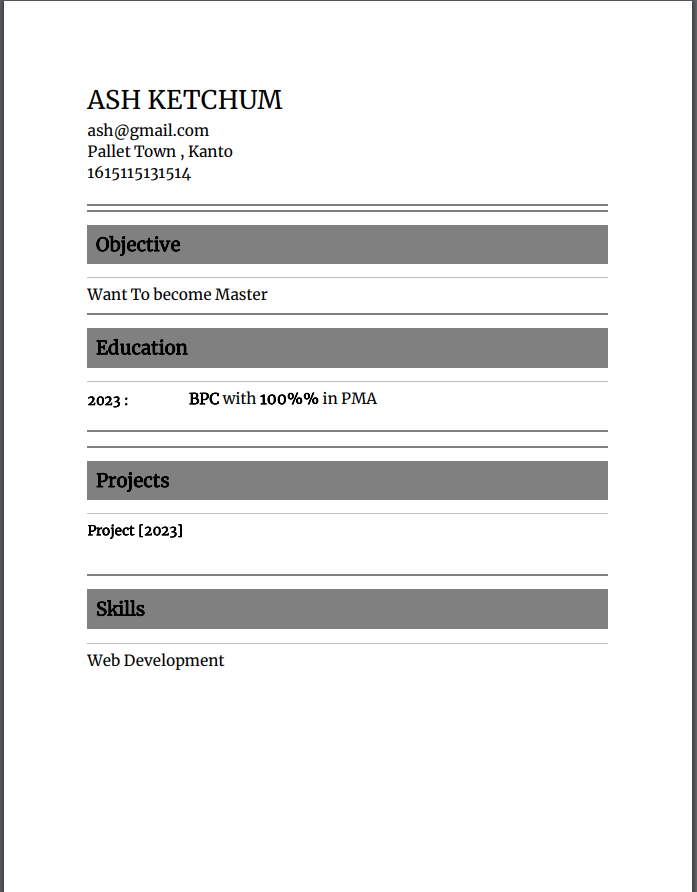 ASH KETCHUM
ash@gmail.com
Pallet Town , Kanto
1615115131514
Objective
Want To become Master
Education
2023 : BPC with 100%% in PMA
Projects
Project [2023]
Skills
Web Development